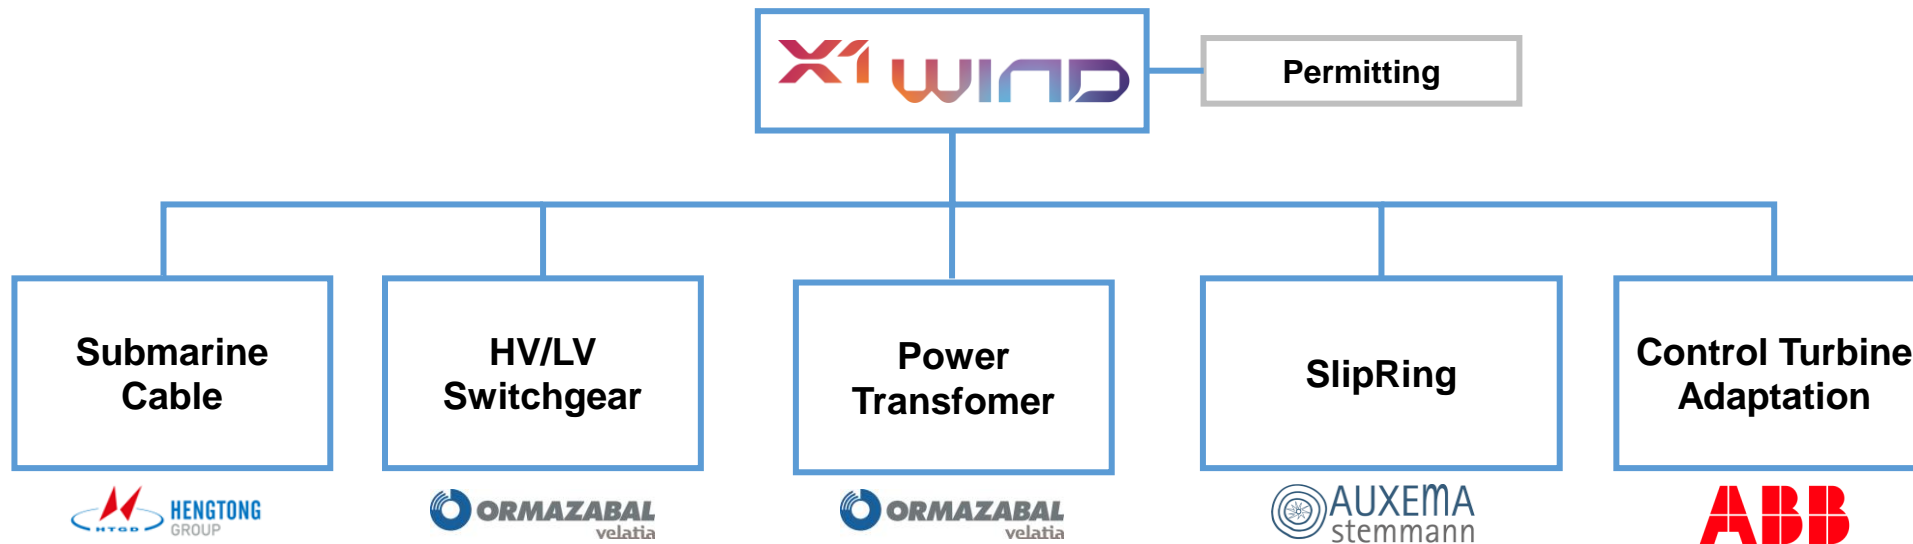 X1 WIND
Permitting
Submarine
Cable
HV/LV
Switchgear
Power
Transfomer
SlipRing
Control Turbine
Adaptation
HTGD
HENGTONG
GROUP
ORMAZABAL
velatia
ORMAZABAL
velatia
AUXEMA
stemmann
ABB